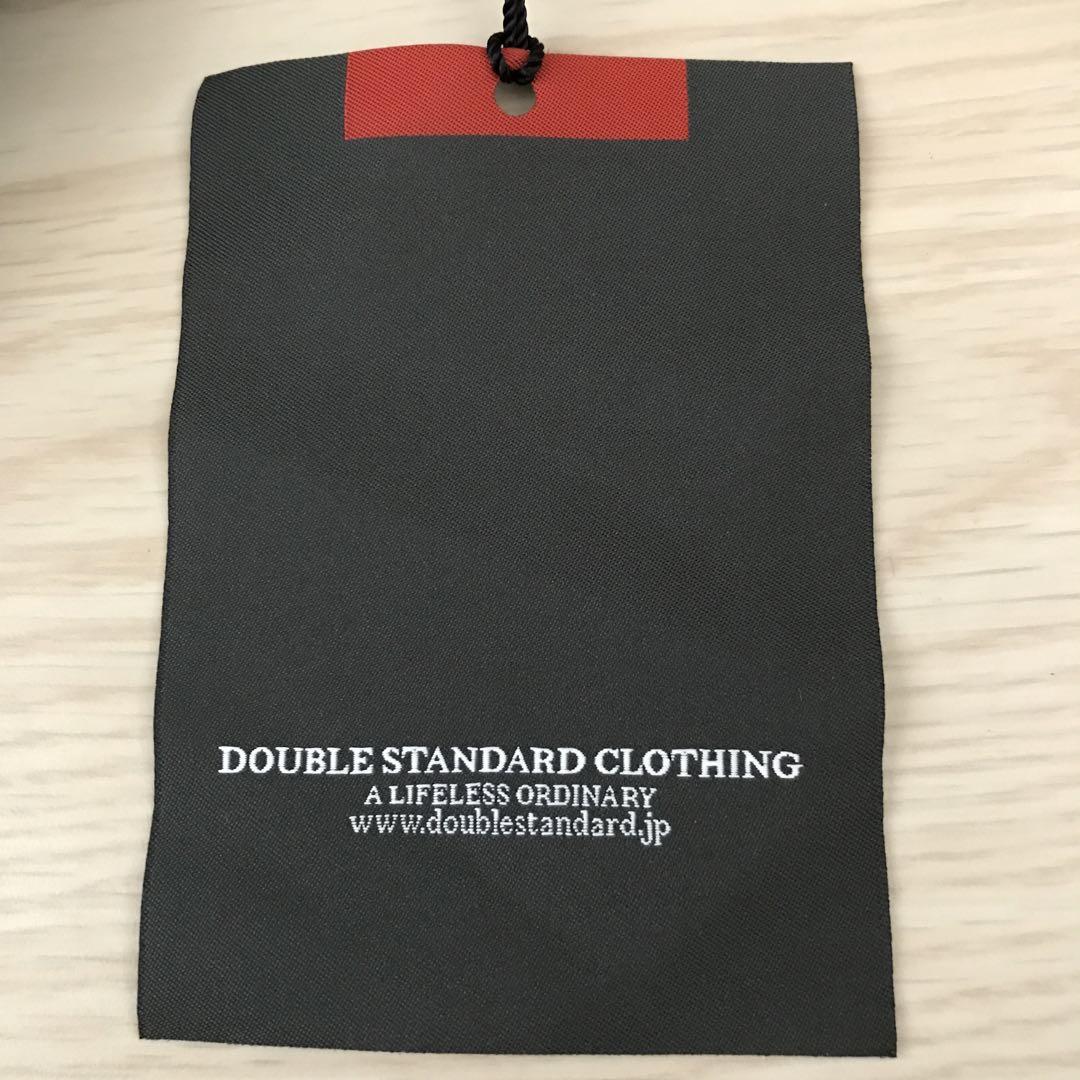 DOUBLE STANDARD CLOTHING
A LIFELESS ORDINARY
www.doublestandard.jp